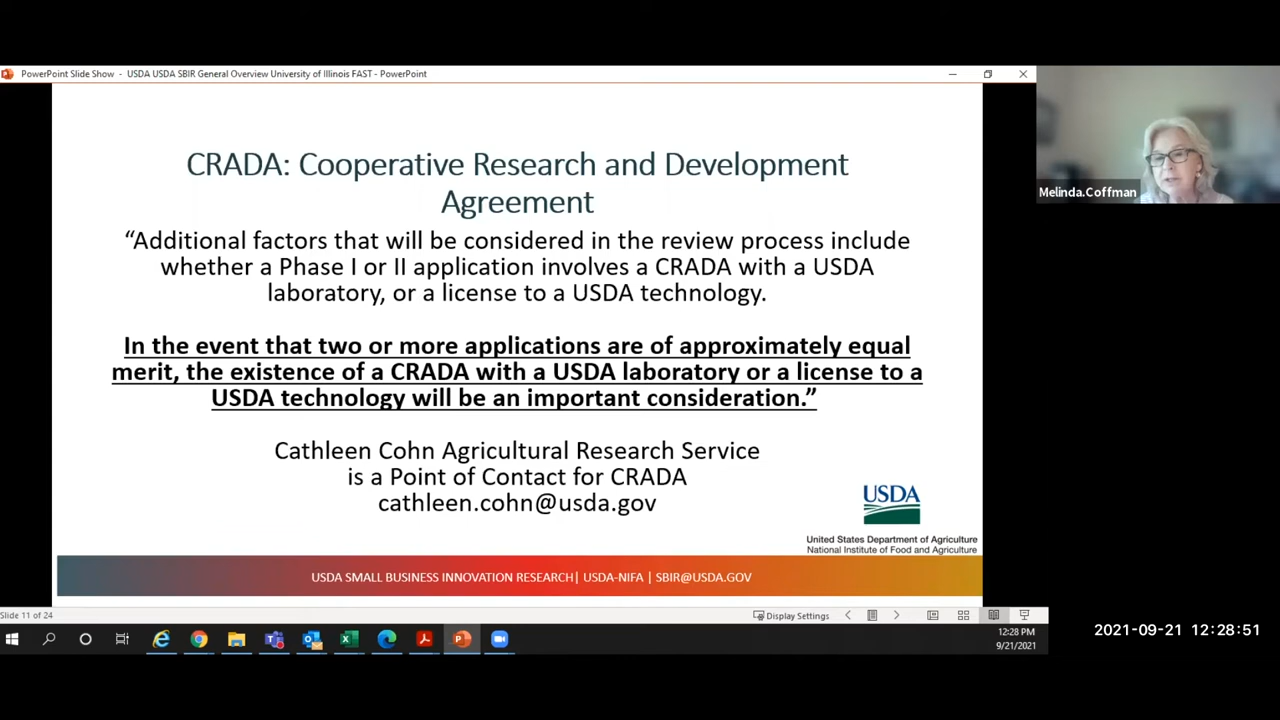 PowerPoint Slide Show - USDA USDA SBIR General Overview University of Illinois FAST - PowerPoint
CRADA: Cooperative Research and Development
Agreement
“Additional factors that will be considered in the review process include
whether a Phase I or II application involves a CRADA with a USDA
laboratory, or a license to a USDA technology.
In the event that two or more applications are of approximately equal
merit, the existence of a CRADA with a USDA laboratory or a license to a
USDA technology will be an important consideration.”
Cathleen Cohn Agricultural Research Service
is a Point of Contact for CRADA
cathleen.cohn@usda.gov
USDA
United States Department of Agriculture
National Institute of Food and Agriculture
USDA SMALL BUSINESS INNOVATION RESEARCH| USDA-NIFA | SBIR@USDA.GOV
Melinda.Coffman
Slide 11 of 24
Display Settings
12:28 PM
9/21/2021
2021-09-21 12:28:51